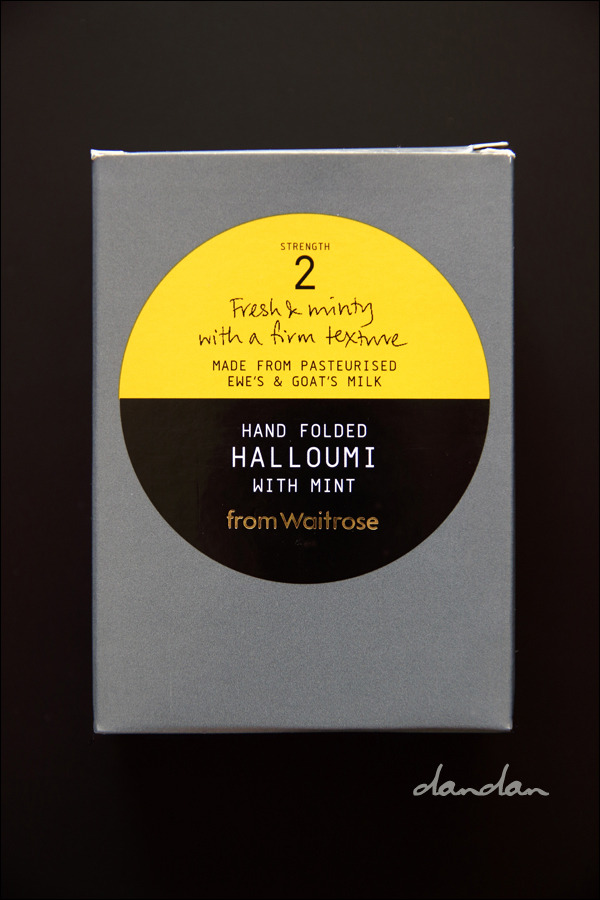 STRENGTH
2
Fresh & minty
with a firm texture
MADE FROM PASTEURISED
EWE'S & GOAT'S MILK
HAND FOLDED
HALLOUMI
WITH MINT
from Waitrose
dandan